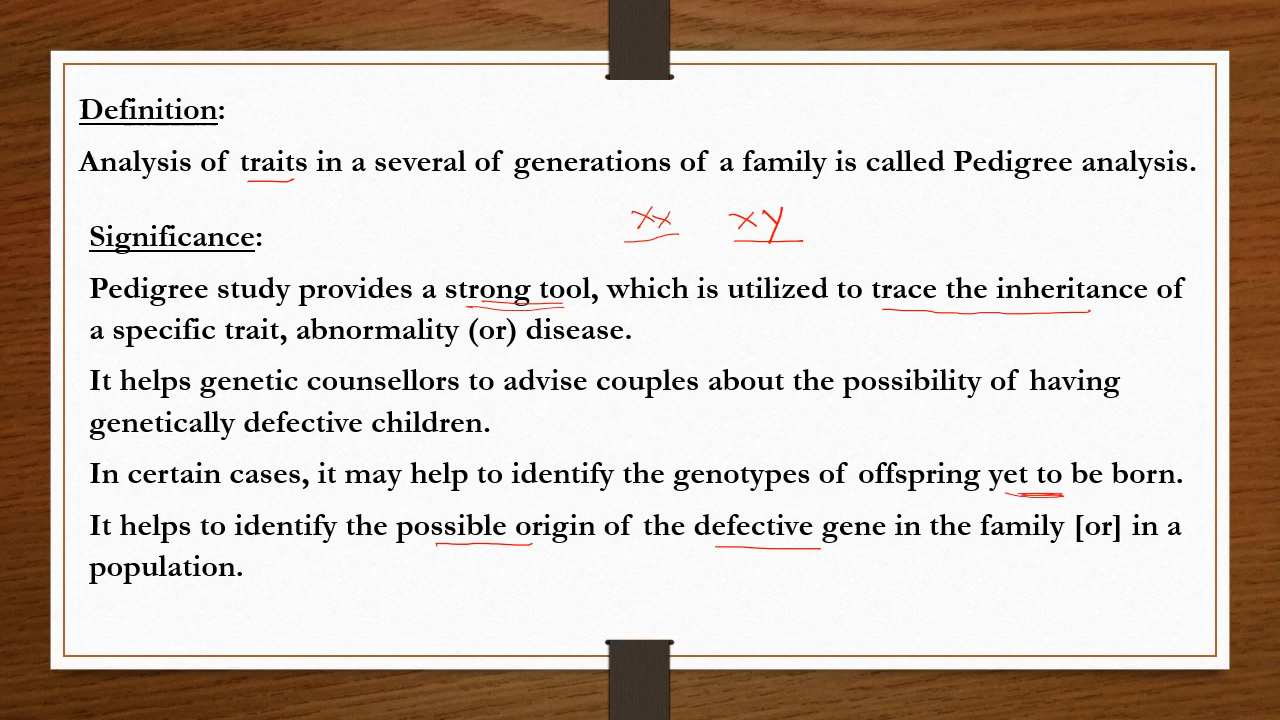 Definition:
Analysis of traits in a several of generations of a family is called Pedigree analysis.
xx xy
Significance:
Pedigree study provides a strong tool, which is utilized to trace the inheritance of
a specific trait, abnormality (or) disease.
It helps genetic counsellors to advise couples about the possibility of having
genetically defective children.
In certain cases, it may help to identify the genotypes of offspring yet to be born.
It helps to identify the possible origin of the defective gene in the family [or] in a
population.